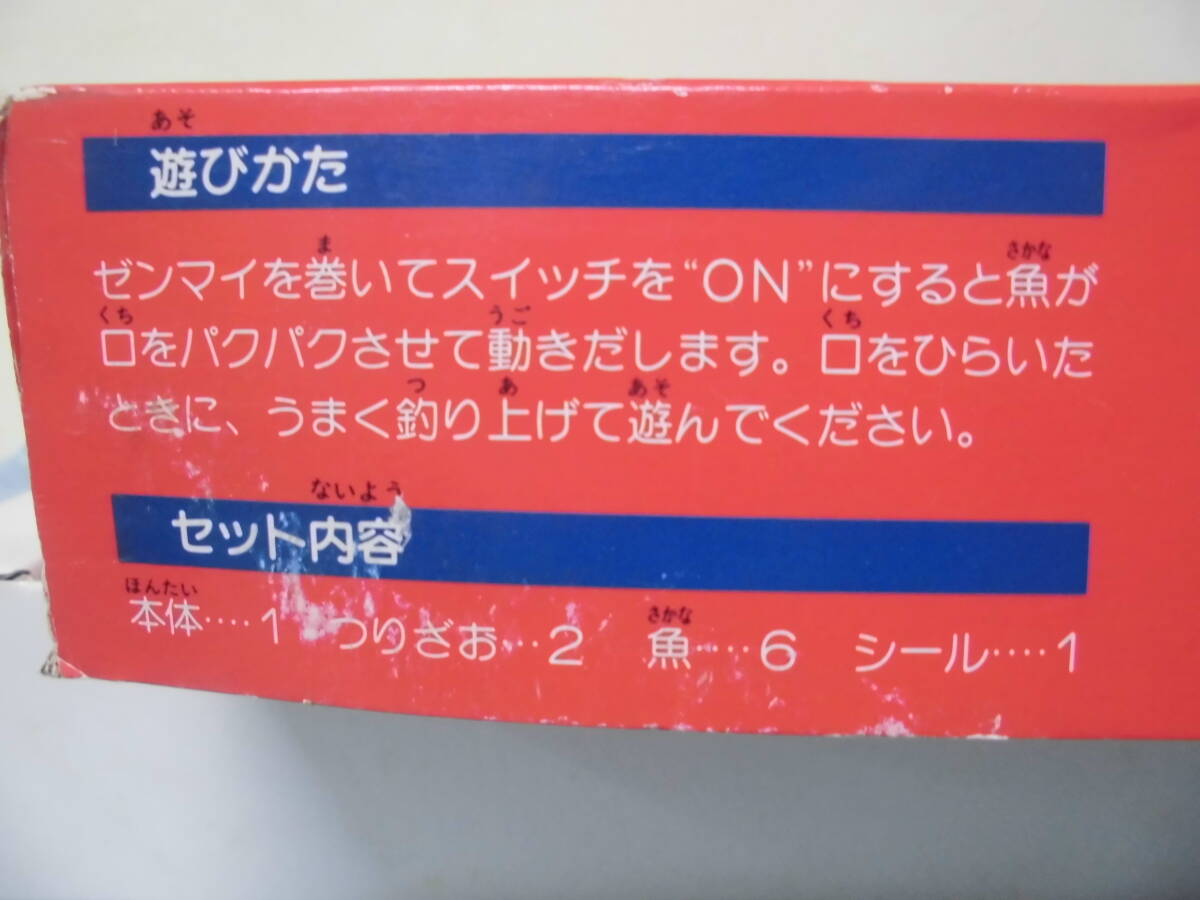 あそ
遊びかた
ま さかな
ゼンマイを巻いてスイッチを“ON”にすると魚が
くち うご くち
口をパクパクさせて動きだします。口をひらいた
つ あ あそ
ときに、うまく釣り上げて遊んでください。
ないよう
セット内容
ほんたい さかな
本体‥‥1 つりざお‥2 魚‥‥6 シール‥‥1